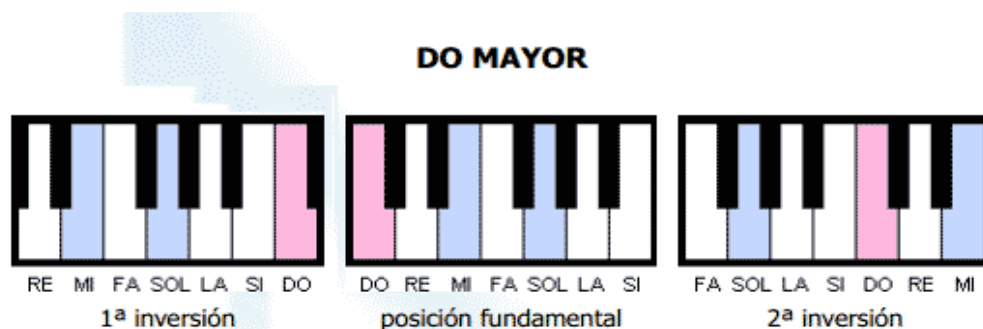 DO MAYOR
RE MI FA SOL LA SI DO
DO RE MI FA SOL LA SI
FA SOL LA SI DO RE MI
1ª inversión
posición fundamental
2ª inversión